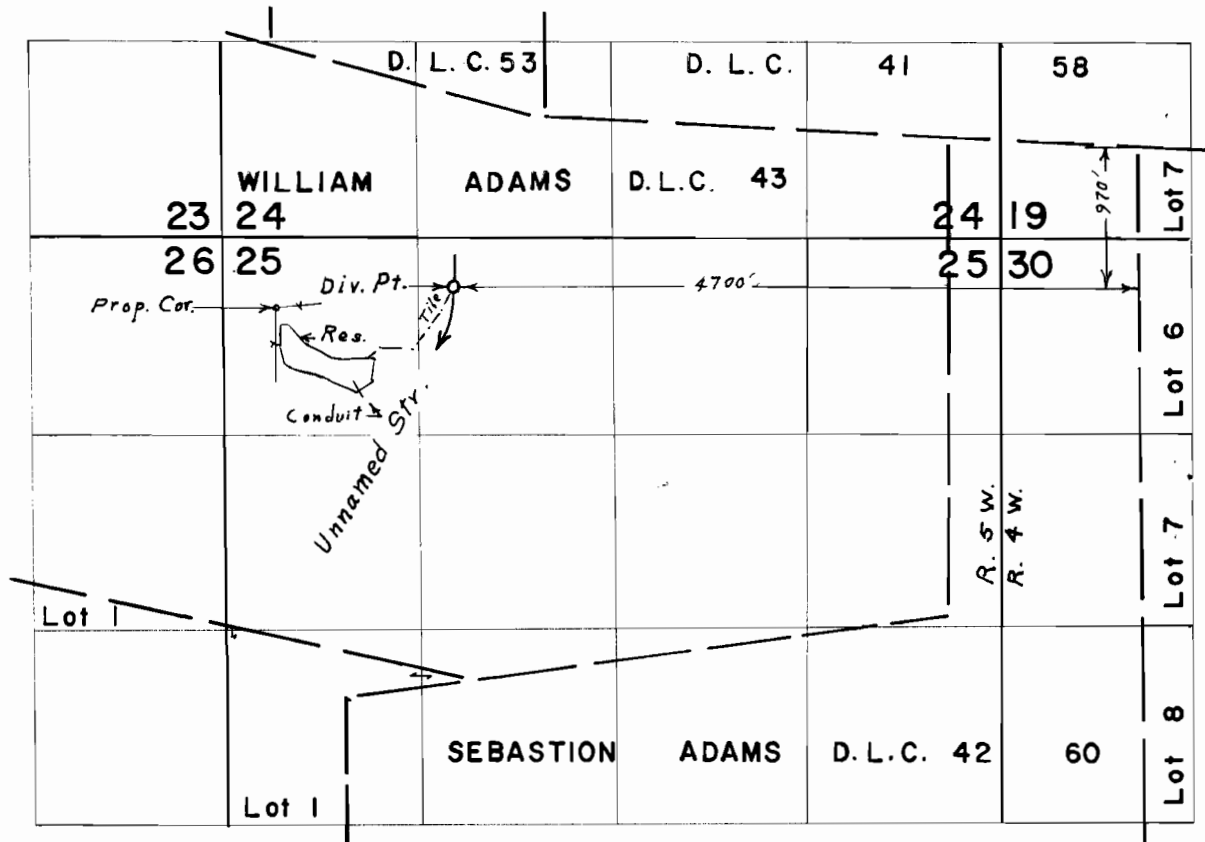 D. L. C. 53 D. L. C. 41 58
WILLIAM ADAMS D.L.C. 43
970'
Lot 7
23 24 24 19
26 25 25 30
Div. Pt. 4700'
Prop. Cor.
Tile
Res.
Conduit
Unnamed Str.
Lot 6
R. 5 W.
R. 4 W.
Lot 7
Lot 1
SEBASTION ADAMS D.L.C. 42 60
Lot 8
Lot 1